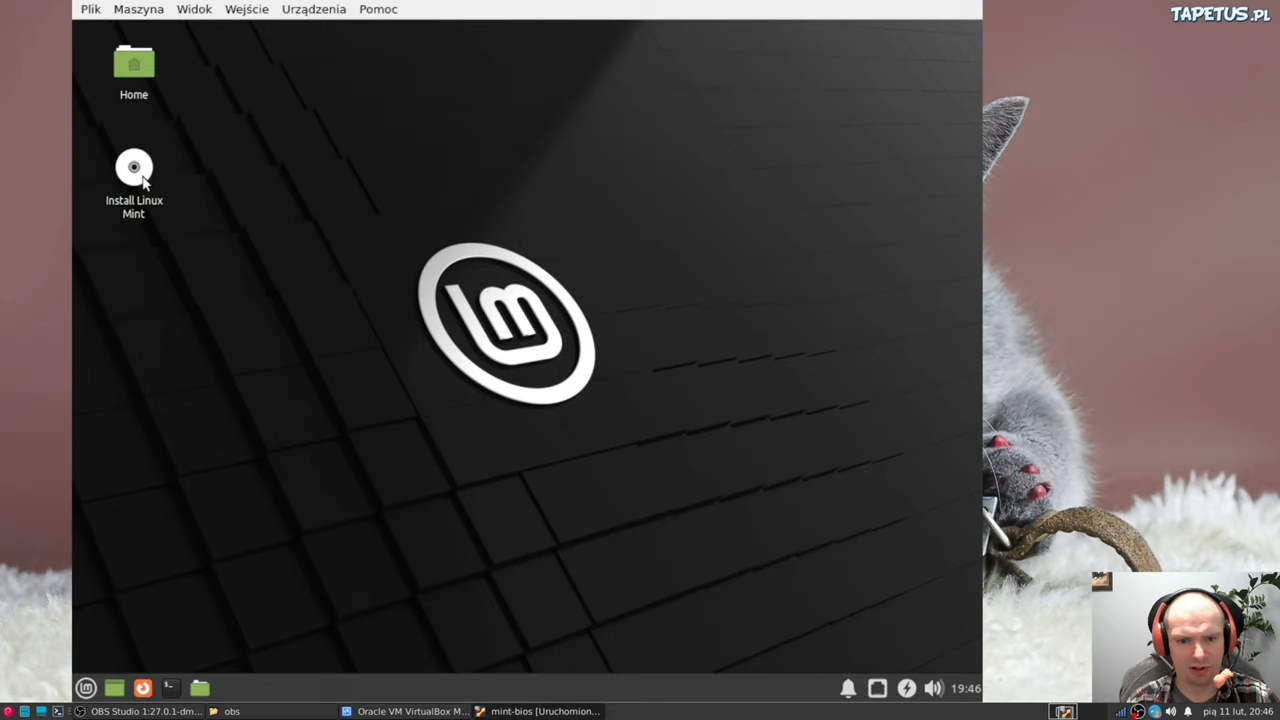 Plik Maszyna Widok Wejście Urządzenia Pomoc
TAPETUS.PL
Home
Install Linux
Mint
lm
19:46
OBS Studio 1:27.0.1-dm...
obs
Oracle VM VirtualBox M...
mint-bios [Uruchomion...
pią 11 lut, 20:46